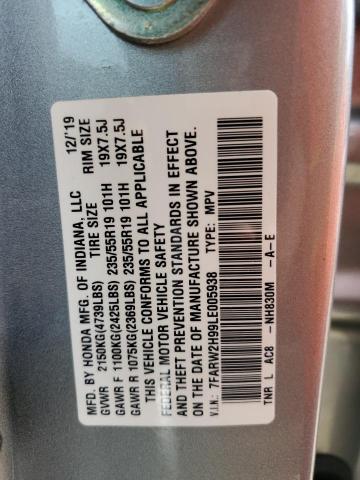 MFD. BY HONDA MFG. OF INDIANA, LLC 12/'19
GVWR 2150KG(4739LBS) TIRE SIZE RIM SIZE
GAWR F 1100KG(2425LBS) 235/55R19 101H 19X7.5J
GAWR R 1075KG(2369LBS) 235/55R19 101H 19X7.5J
THIS VEHICLE CONFORMS TO ALL APPLICABLE
FEDERAL MOTOR VEHICLE SAFETY
AND THEFT PREVENTION STANDARDS IN EFFECT
ON THE DATE OF MANUFACTURE SHOWN ABOVE.
V.I.N.: 7FARW2H99LE005938 TYPE: MPV
TNR L AC8 -NH830M -A-E